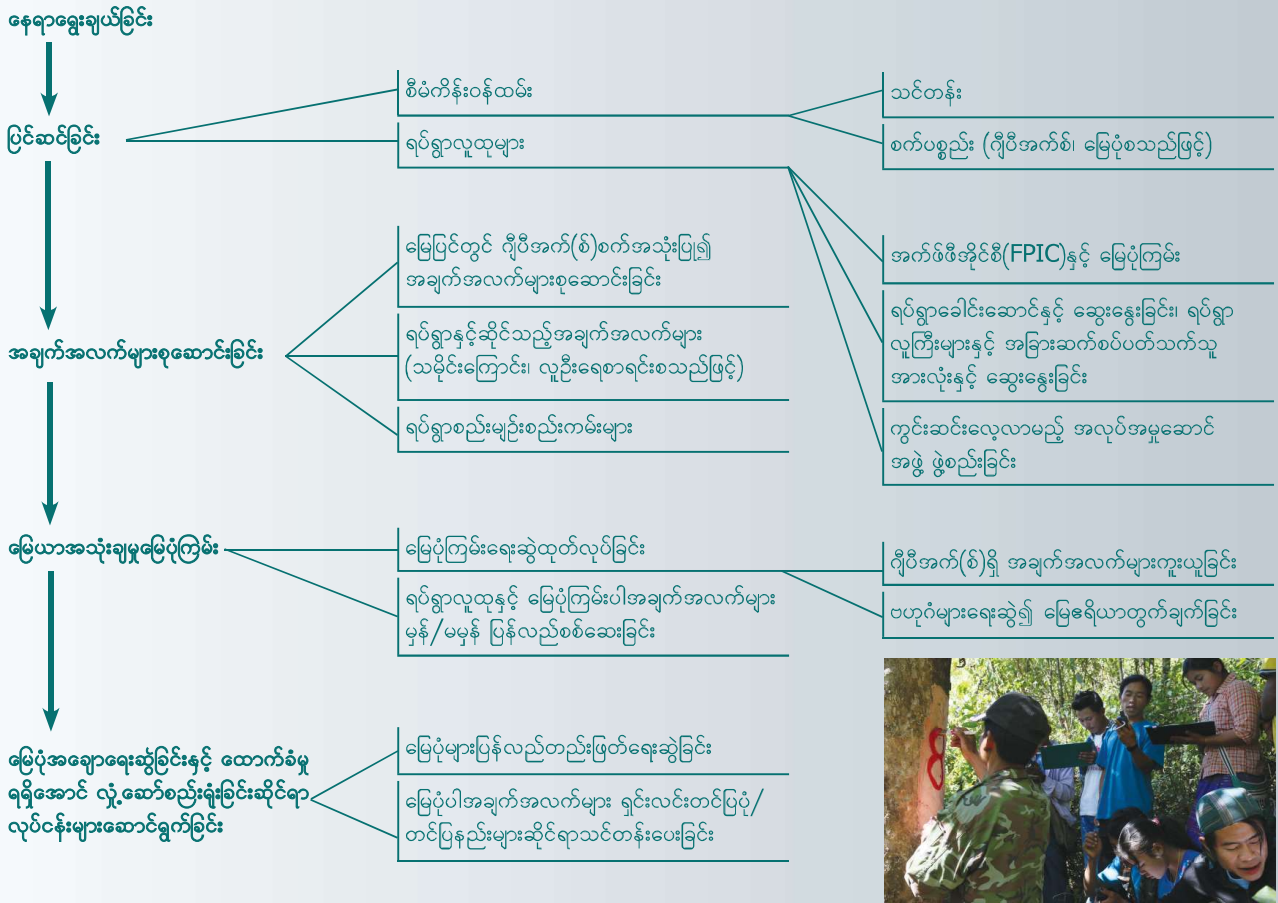 နေရာရွေးချယ်ခြင်း
ပြင်ဆင်ခြင်း
စီမံကိန်းဝန်ထမ်း
ရပ်ရွာလူထုများ
သင်တန်း
စက်ပစ္စည်း (ဂျီပီအက်စ်၊ မြေပုံစသည်ဖြင့်)
အက်ဖ်ဖီအိုင်စီ(FPIC)နှင့် မြေပုံကြမ်း
ရပ်ရွာခေါင်းဆောင်နှင့် ဆွေးနွေးခြင်း၊ ရပ်ရွာ
လူကြီးများနှင့် အခြားဆက်စပ်ပတ်သက်သူ
အားလုံးနှင့် ဆွေးနွေးခြင်း
ကွင်းဆင်းလေ့လာမည့် အလုပ်အမှုဆောင်
အဖွဲ့ ဖွဲ့စည်းခြင်း
အချက်အလက်များစုဆောင်းခြင်း
မြေပြင်တွင် ဂျီပီအက်(စ်)စက်အသုံးပြု၍
အချက်အလက်များစုဆောင်းခြင်း
ရပ်ရွာနှင့်ဆိုင်သည့်အချက်အလက်များ
(သမိုင်းကြောင်း၊ လူဦးရေစာရင်းစသည်ဖြင့်)
ရပ်ရွာစည်းမျဉ်းစည်းကမ်းများ
မြေယာအသုံးချမှုမြေပုံကြမ်း
မြေပုံကြမ်းရေးဆွဲထုတ်လုပ်ခြင်း
ရပ်ရွာလူထုနှင့် မြေပုံကြမ်းပါအချက်အလက်များ
မှန်/မမှန် ပြန်လည်စစ်ဆေးခြင်း
ဂျီပီအက်(စ်)ရှိ အချက်အလက်များကူးယူခြင်း
ဗဟုဂံများရေးဆွဲ၍ မြေဧရိယာတွက်ချက်ခြင်း
မြေပုံအချောရေးဆွဲခြင်းနှင့် ထောက်ခံမှု
ရရှိအောင် လှုံ့ဆော်စည်းရုံးခြင်းဆိုင်ရာ
လုပ်ငန်းများဆောင်ရွက်ခြင်း
မြေပုံများပြန်လည်တည်းဖြတ်ရေးဆွဲခြင်း
မြေပုံပါအချက်အလက်များ ရှင်းလင်းတင်ပြပုံ/
တင်ပြနည်းများဆိုင်ရာသင်တန်းပေးခြင်း
8